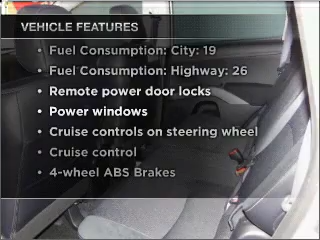 VEHICLE FEATURES
• Fuel Consumption: City: 19
• Fuel Consumption: Highway: 26
• Remote power door locks
• Power windows
• Cruise controls on steering wheel
• Cruise control
• 4-wheel ABS Brakes